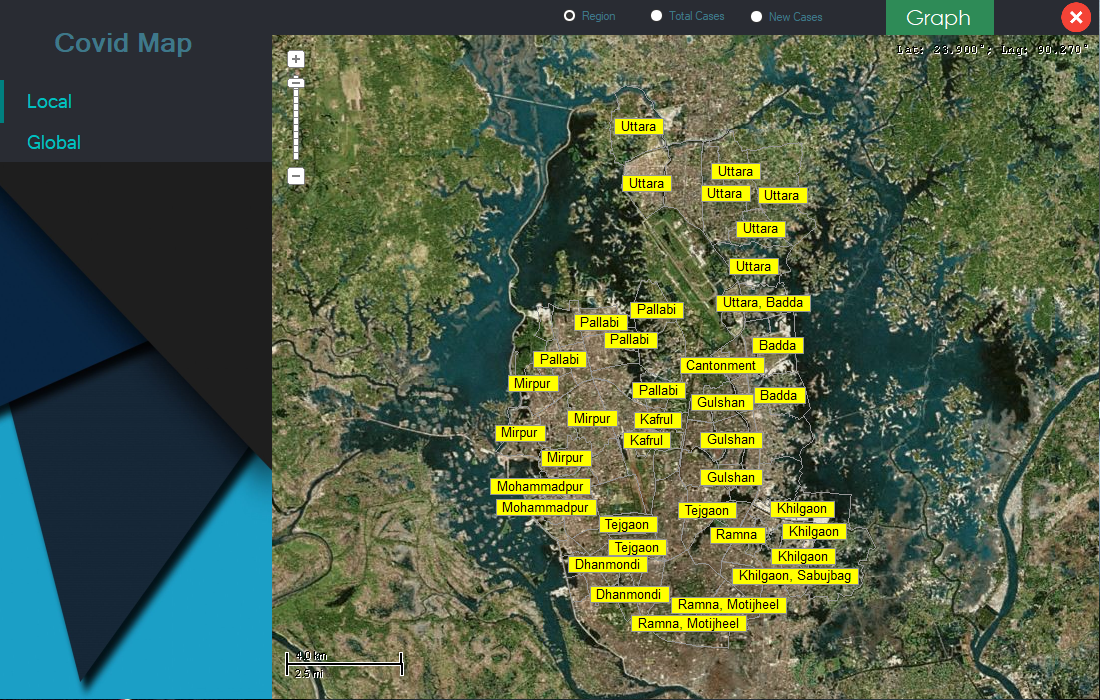 Region
Total Cases
New Cases
Graph
Covid Map
Local
Global
Lat: 23.900°; Lng: 90.270°
Uttara
Uttara
Uttara
Uttara
Uttara
Uttara
Uttara
Uttara, Badda
Pallabi
Pallabi
Pallabi
Badda
Pallabi
Cantonment
Mirpur
Pallabi
Badda
Gulshan
Mirpur
Kafrul
Mirpur
Kafrul
Gulshan
Mirpur
Gulshan
Mohammadpur
Mohammadpur
Tejgaon
Khilgaon
Tejgaon
Khilgaon
Ramna
Tejgaon
Khilgaon
Dhanmondi
Khilgaon, Sabujbag
Dhanmondi
Ramna, Motijheel
Ramna, Motijheel
4.0 km
2.5 mi